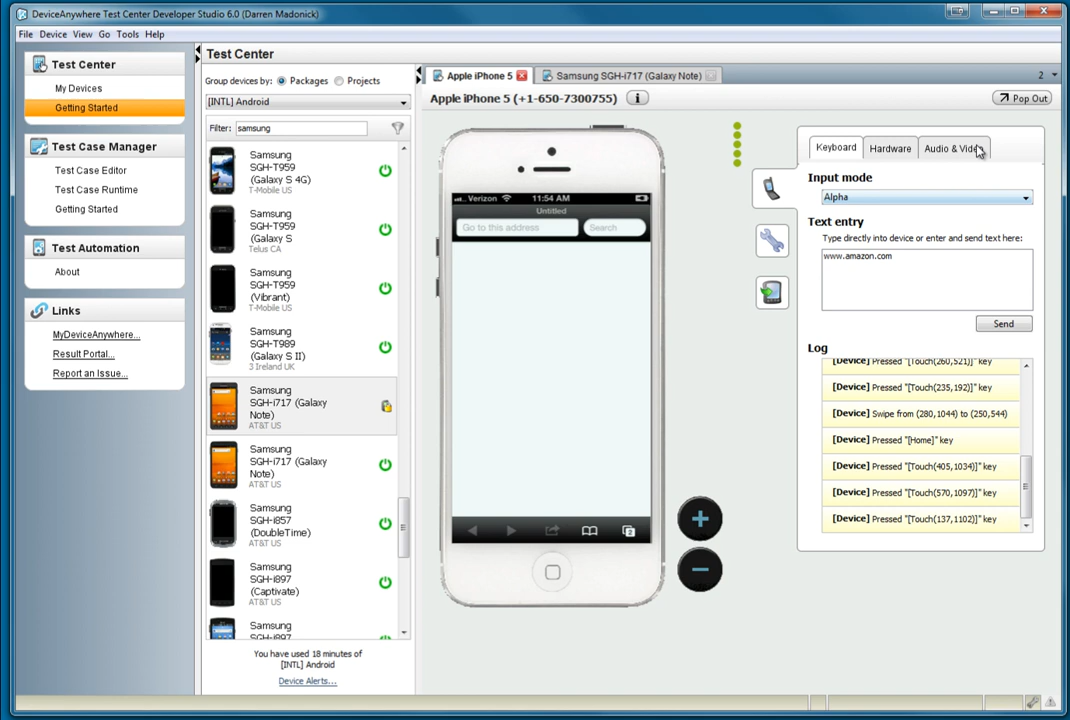 DeviceAnywhere Test Center Developer Studio 6.0 (Darren Madonick)
File Device View Go Tools Help
Test Center
My Devices
Getting Started
Test Case Manager
Test Case Editor
Test Case Runtime
Getting Started
Test Automation
About
Links
MyDeviceAnywhere...
Result Portal...
Report an Issue...
Test Center
Group devices by: Packages Projects
[INTL] Android
Filter: samsung
Samsung
SGH-T959
(Galaxy S 4G)
T-Mobile US
Samsung
SGH-T959
(Galaxy S
Telus CA
Samsung
SGH-T959
(Vibrant)
T-Mobile US
Samsung
SGH-T989
(Galaxy S II)
3 Ireland UK
Samsung
SGH-i717 (Galaxy
Note)
AT&T US
Samsung
SGH-i717 (Galaxy
Note)
AT&T US
Samsung
SGH-i857
(DoubleTime)
AT&T US
Samsung
SGH-i897
(Captivate)
AT&T US
Samsung
SGH-i897
You have used 18 minutes of
[INTL] Android
Device Alerts...
Apple iPhone 5 Samsung SGH-i717 (Galaxy Note) 2
Apple iPhone 5 (+1-650-7300755) i Pop Out
Verizon 11:54 AM
Untitled
Go to this address Search
2
Keyboard Hardware Audio & Video
Input mode
Alpha
Text entry
Type directly into device or enter and send text here:
www.amazon.com
Send
Log
[Device] Pressed "[Touch(260,521)]" key
[Device] Pressed "[Touch(235,192)]" key
[Device] Swipe from (280,1044) to (250,544)
[Device] Pressed "[Home]" key
[Device] Pressed "[Touch(405,1034)]" key
[Device] Pressed "[Touch(570,1097)]" key
[Device] Pressed "[Touch(137,1102)]" key